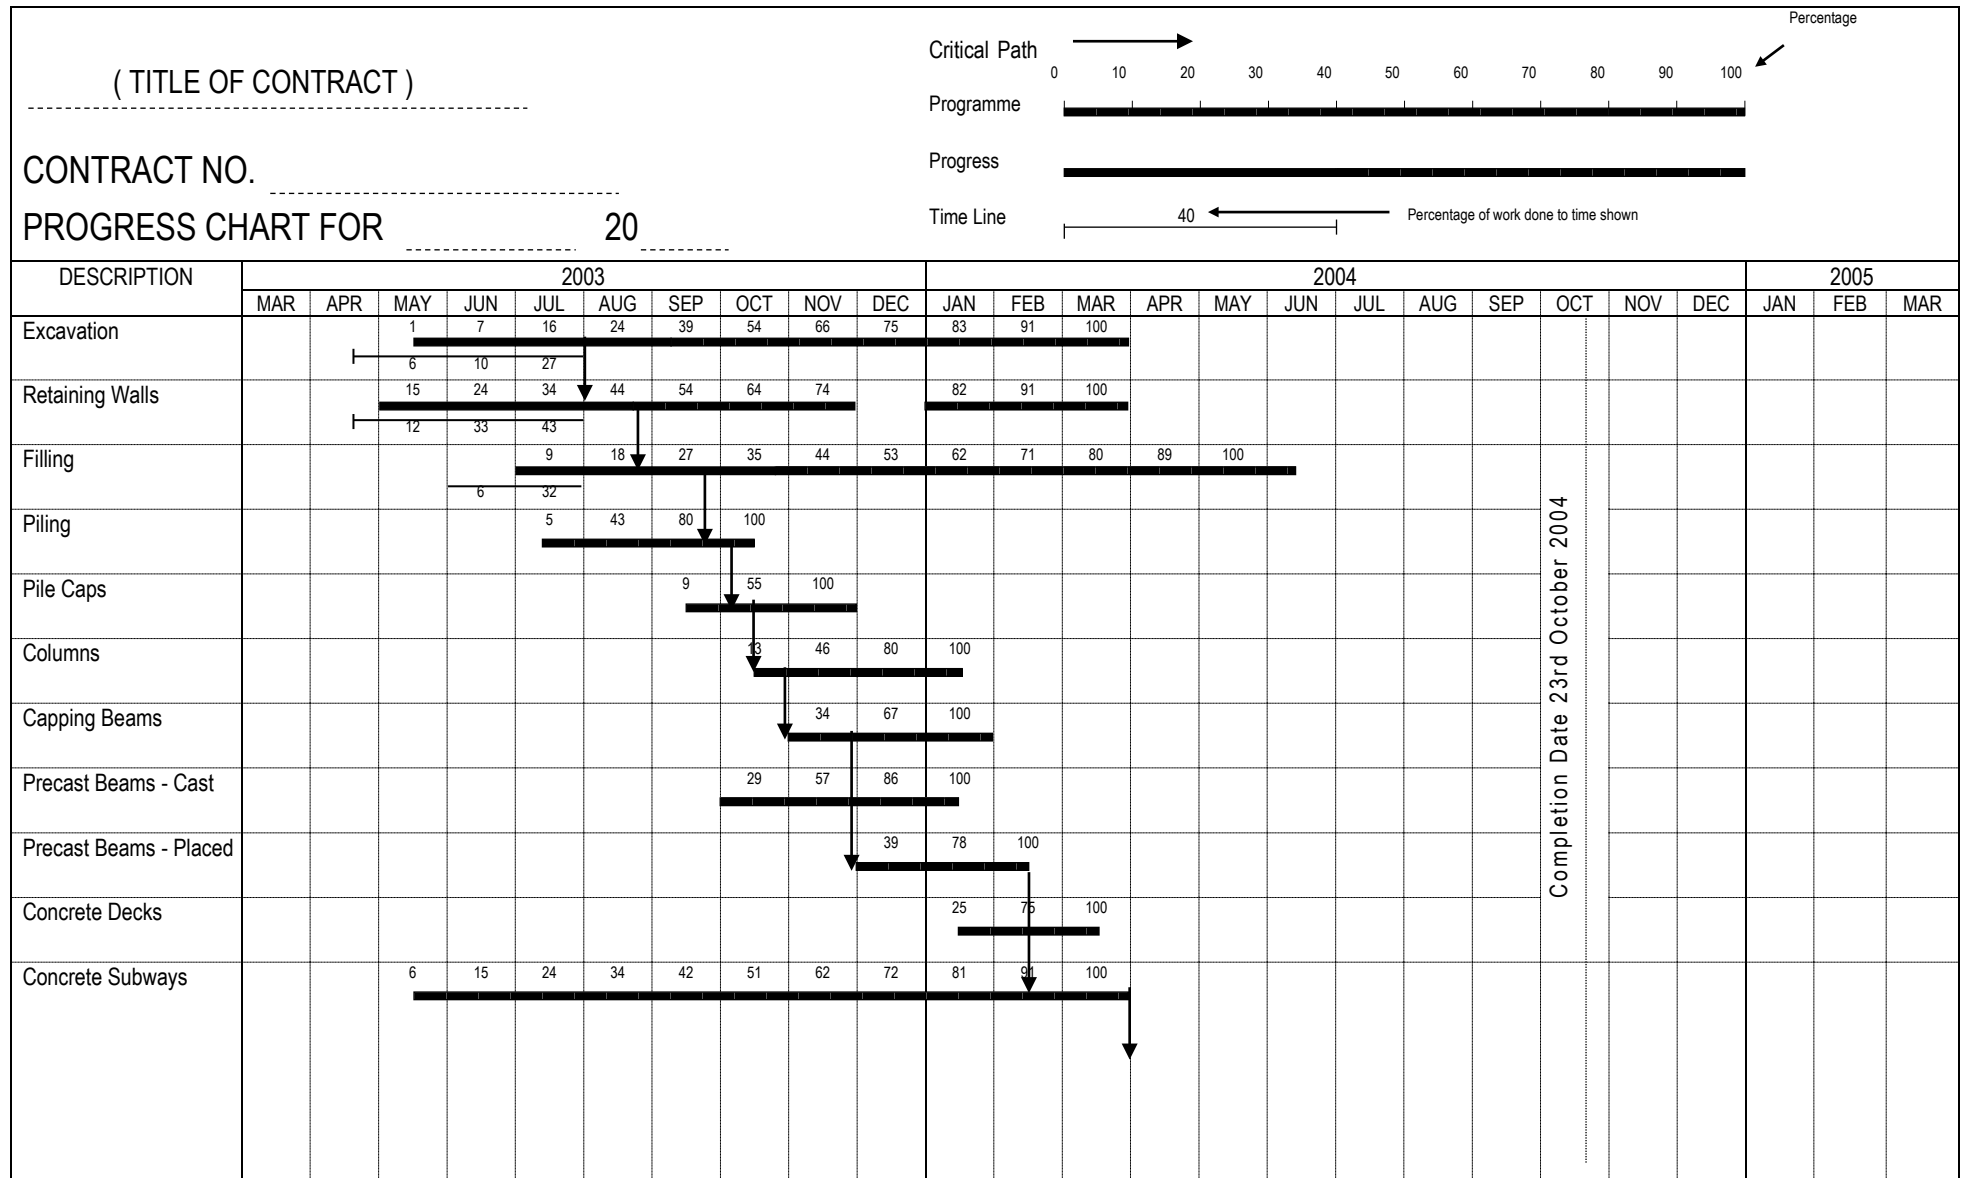 Percentage
Critical Path
0 10 20 30 40 50 60 70 80 90 100
( TITLE OF CONTRACT )
Programme
CONTRACT NO.
Progress
PROGRESS CHART FOR 20
Time Line 40 Percentage of work done to time shown
DESCRIPTION 2003 2004 2005
MAR APR MAY JUN JUL AUG SEP OCT NOV DEC JAN FEB MAR APR MAY JUN JUL AUG SEP OCT NOV DEC JAN FEB MAR
Excavation 1 7 16 24 39 54 66 75 83 91 100
6 10 27
Retaining Walls 15 24 34 44 54 64 74 82 91 100
12 33 43
Filling 9 18 27 35 44 53 62 71 80 89 100
6 32
Piling 5 43 80 100
Pile Caps 9 55 100
Columns 13 46 80 100
Capping Beams 34 67 100
Precast Beams - Cast 29 57 86 100
Precast Beams - Placed 39 78 100
Concrete Decks 25 75 100
Concrete Subways 6 15 24 34 42 51 62 72 81 91 100
Completion Date 23rd October 2004